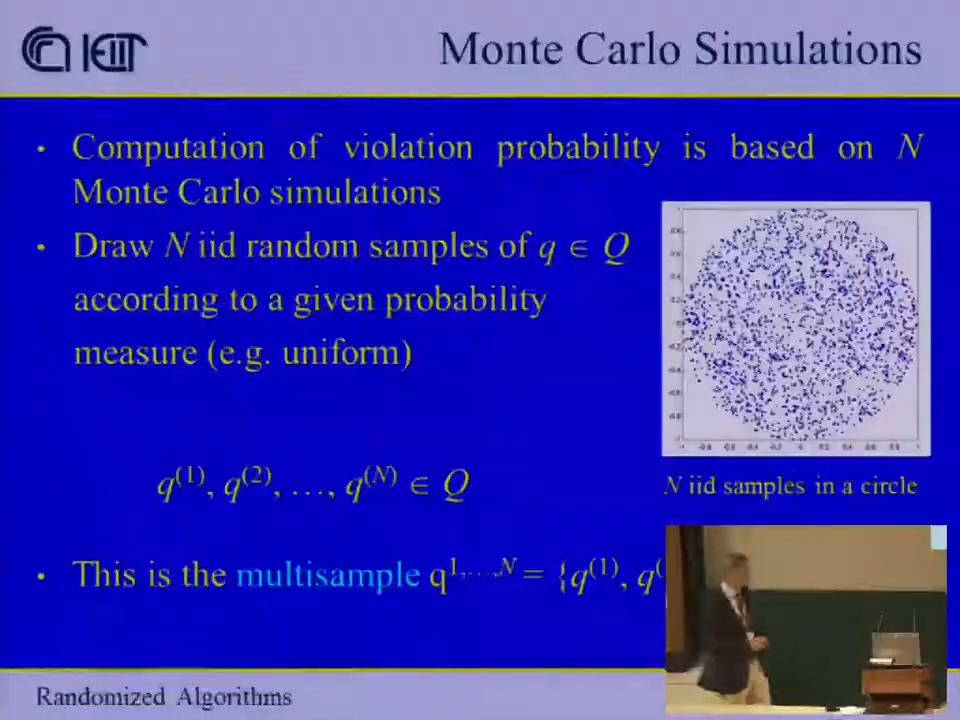 IEIIT
Monte Carlo Simulations
• Computation of violation probability is based on N
Monte Carlo simulations
• Draw N iid random samples of q ∈ Q
according to a given probability
measure (e.g. uniform)
q(1), q(2), …, q(N) ∈ Q
N iid samples in a circle
• This is the multisample q1,…,N = {q(1), q(
Randomized Algorithms